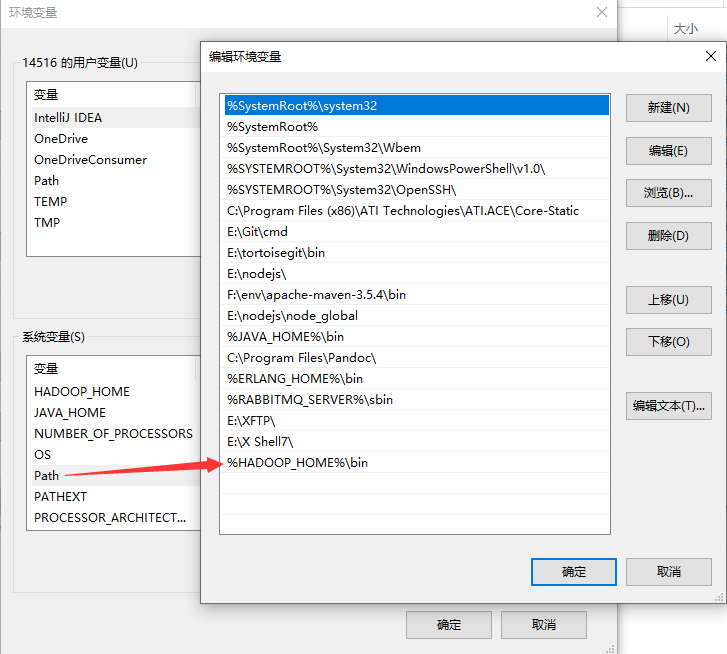 环境变量
大小
14516 的用户变量(U)
变量
IntelliJ IDEA
OneDrive
OneDriveConsumer
Path
TEMP
TMP
系统变量(S)
变量
HADOOP_HOME
JAVA_HOME
NUMBER_OF_PROCESSORS
OS
Path
PATHEXT
PROCESSOR_ARCHITECT...
确定
取消
编辑环境变量
%SystemRoot%\system32
%SystemRoot%
%SystemRoot%\System32\Wbem
%SYSTEMROOT%\System32\WindowsPowerShell\v1.0\
%SYSTEMROOT%\System32\OpenSSH\
C:\Program Files (x86)\ATI Technologies\ATI.ACE\Core-Static
E:\Git\cmd
E:\tortoisegit\bin
E:\nodejs\
F:\env\apache-maven-3.5.4\bin
E:\nodejs\node_global
%JAVA_HOME%\bin
C:\Program Files\Pandoc\
%ERLANG_HOME%\bin
%RABBITMQ_SERVER%\sbin
E:\XFTP\
E:\X Shell7\
%HADOOP_HOME%\bin
新建(N)
编辑(E)
浏览(B)...
删除(D)
上移(U)
下移(O)
编辑文本(T)...
确定
取消